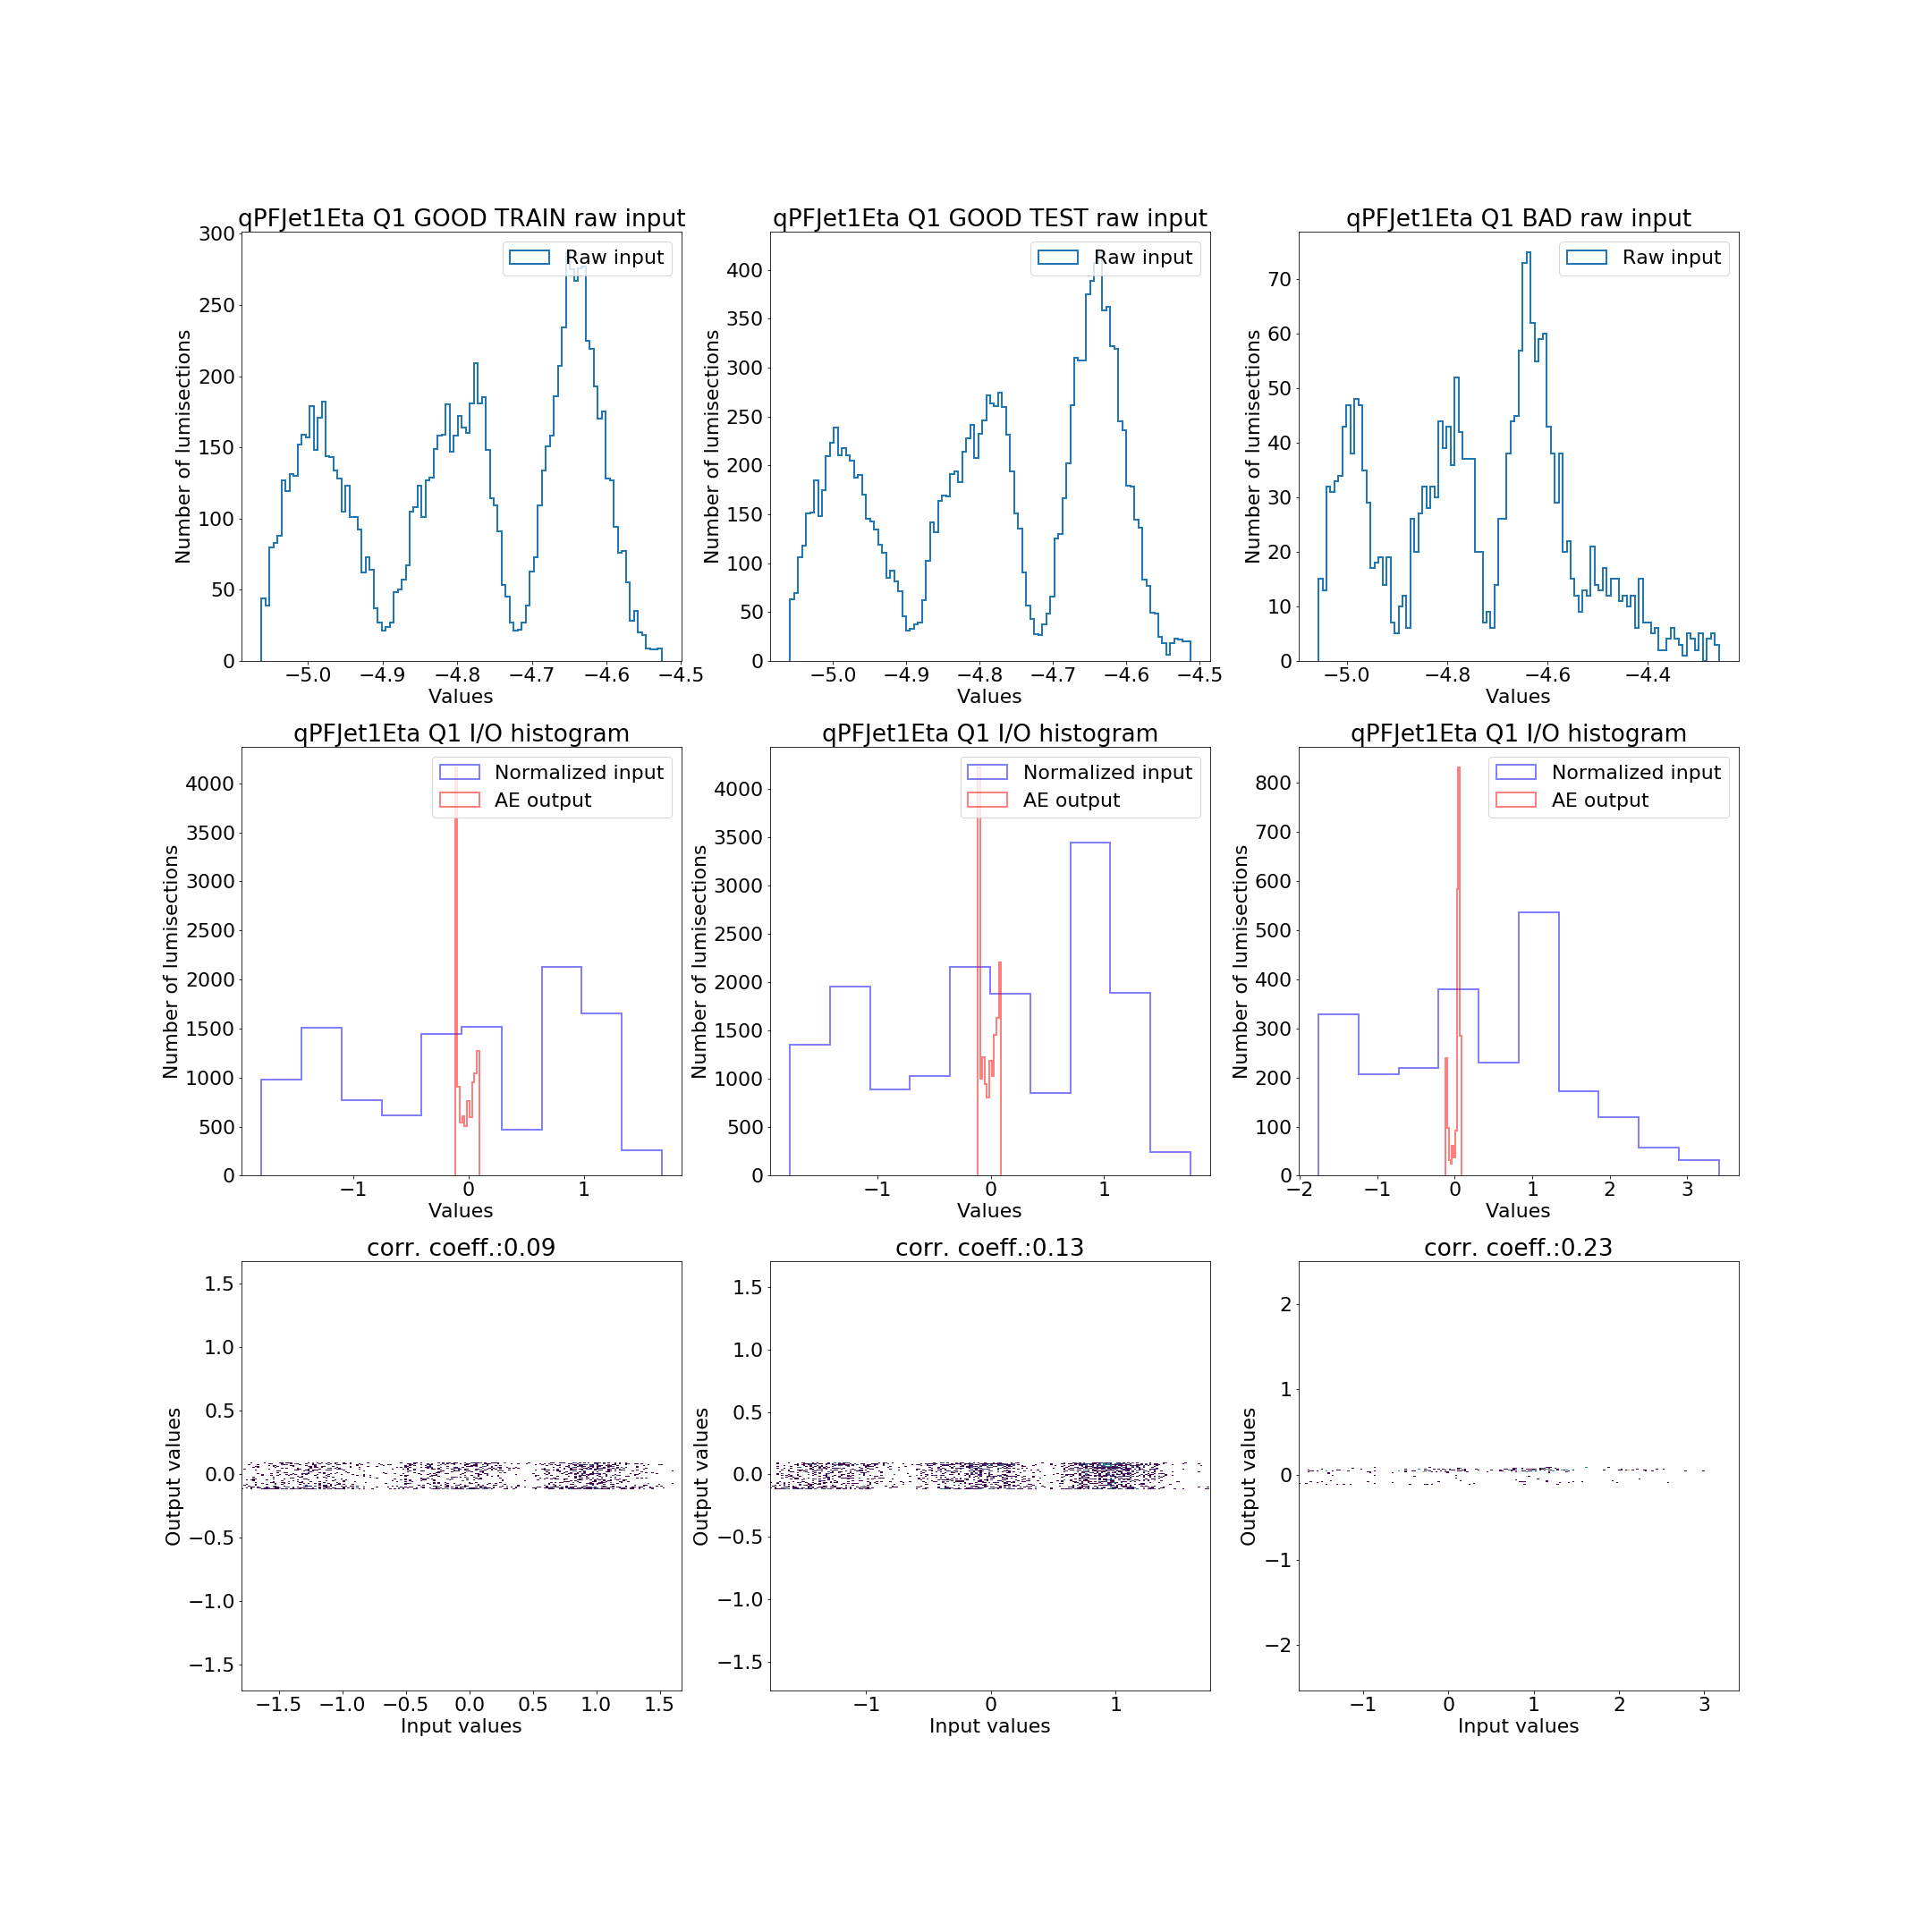 qPFJet1Eta Q1 GOOD TRAIN raw input
Raw input
Number of lumisections
300
250
200
150
100
50
0
−5.0 −4.9 −4.8 −4.7 −4.6 −4.5
Values
qPFJet1Eta Q1 GOOD TEST raw input
Raw input
Number of lumisections
400
350
300
250
200
150
100
50
0
−5.0 −4.9 −4.8 −4.7 −4.6 −4.5
Values
qPFJet1Eta Q1 BAD raw input
Raw input
Number of lumisections
70
60
50
40
30
20
10
0
−5.0 −4.8 −4.6 −4.4
Values
qPFJet1Eta Q1 I/O histogram
Normalized input
AE output
Number of lumisections
4000
3500
3000
2500
2000
1500
1000
500
0
−1 0 1
Values
qPFJet1Eta Q1 I/O histogram
Normalized input
AE output
Number of lumisections
4000
3500
3000
2500
2000
1500
1000
500
0
−1 0 1
Values
qPFJet1Eta Q1 I/O histogram
Normalized input
AE output
Number of lumisections
800
700
600
500
400
300
200
100
0
−2 −1 0 1 2 3
Values
corr. coeff.:0.09
Output values
1.5
1.0
0.5
0.0
−0.5
−1.0
−1.5
−1.5 −1.0 −0.5 0.0 0.5 1.0 1.5
Input values
corr. coeff.:0.13
Output values
1.5
1.0
0.5
0.0
−0.5
−1.0
−1.5
−1 0 1
Input values
corr. coeff.:0.23
Output values
2
1
0
−1
−2
−1 0 1 2 3
Input values